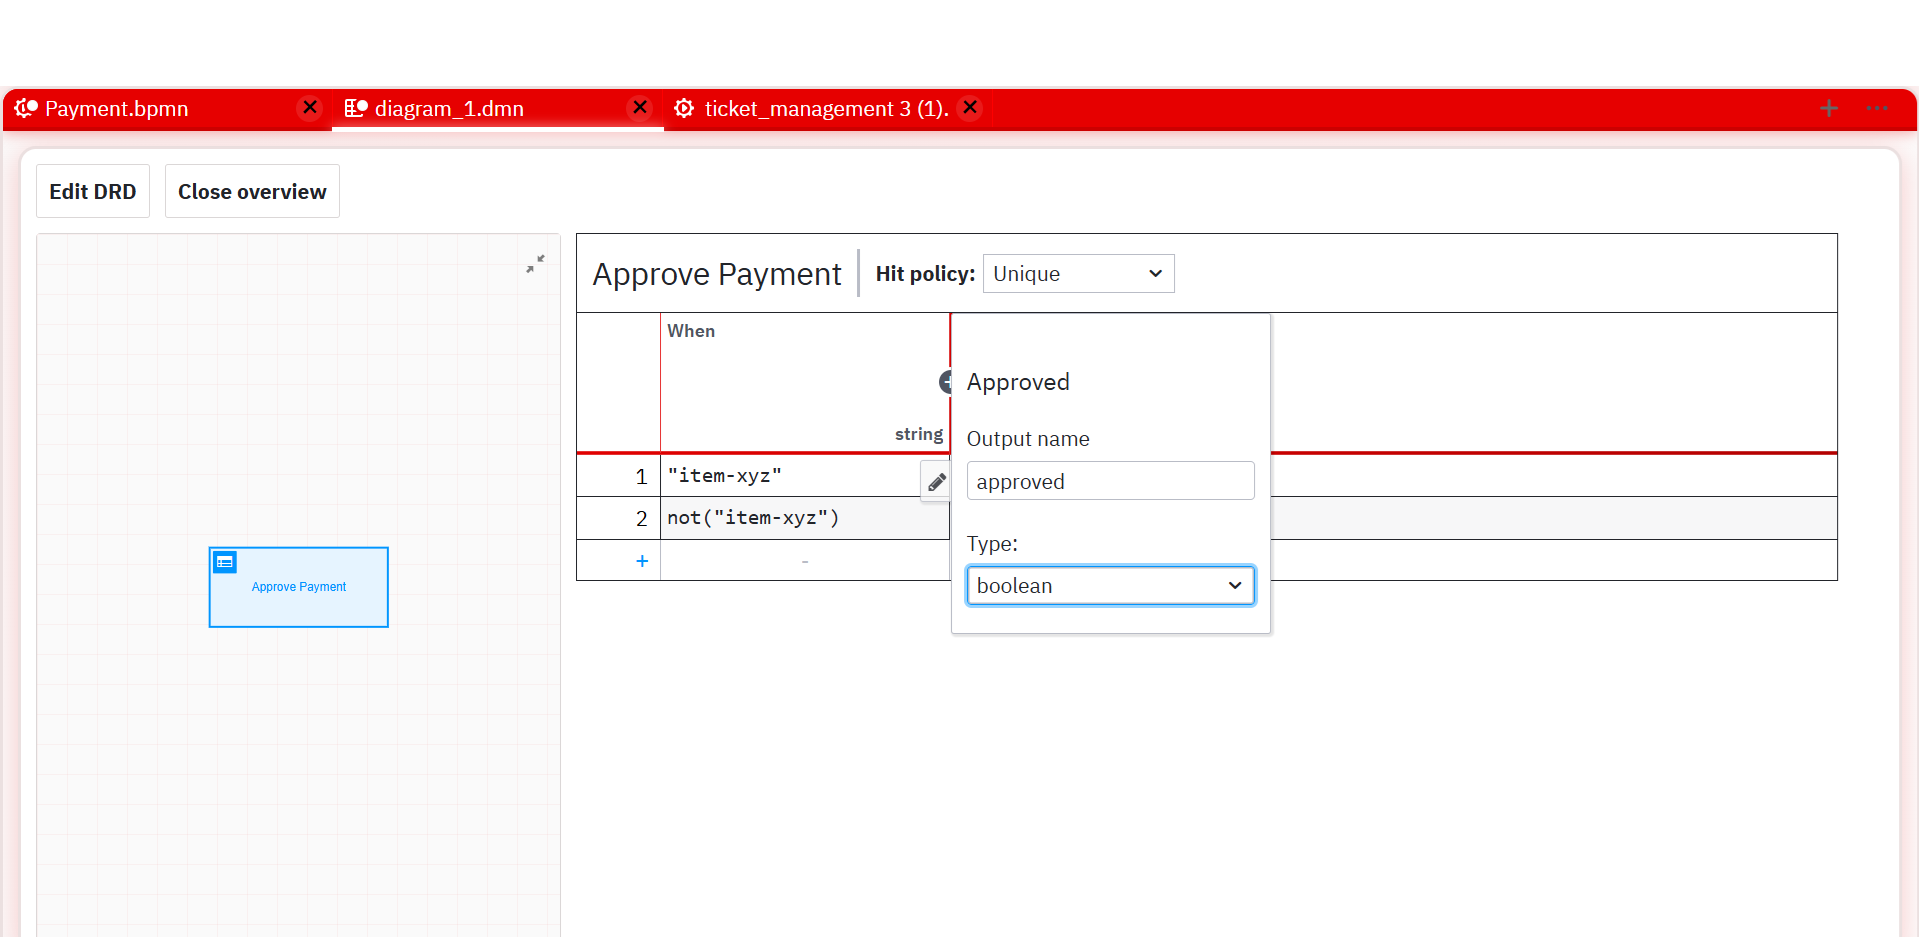 Payment.bpmn
diagram_1.dmn
ticket_management 3 (1).
Edit DRD
Close overview
Approve Payment
Approve Payment
Hit policy:
Unique
When
string
1
"item-xyz"
2
not("item-xyz")
+
-
Approved
Output name
approved
Type:
boolean